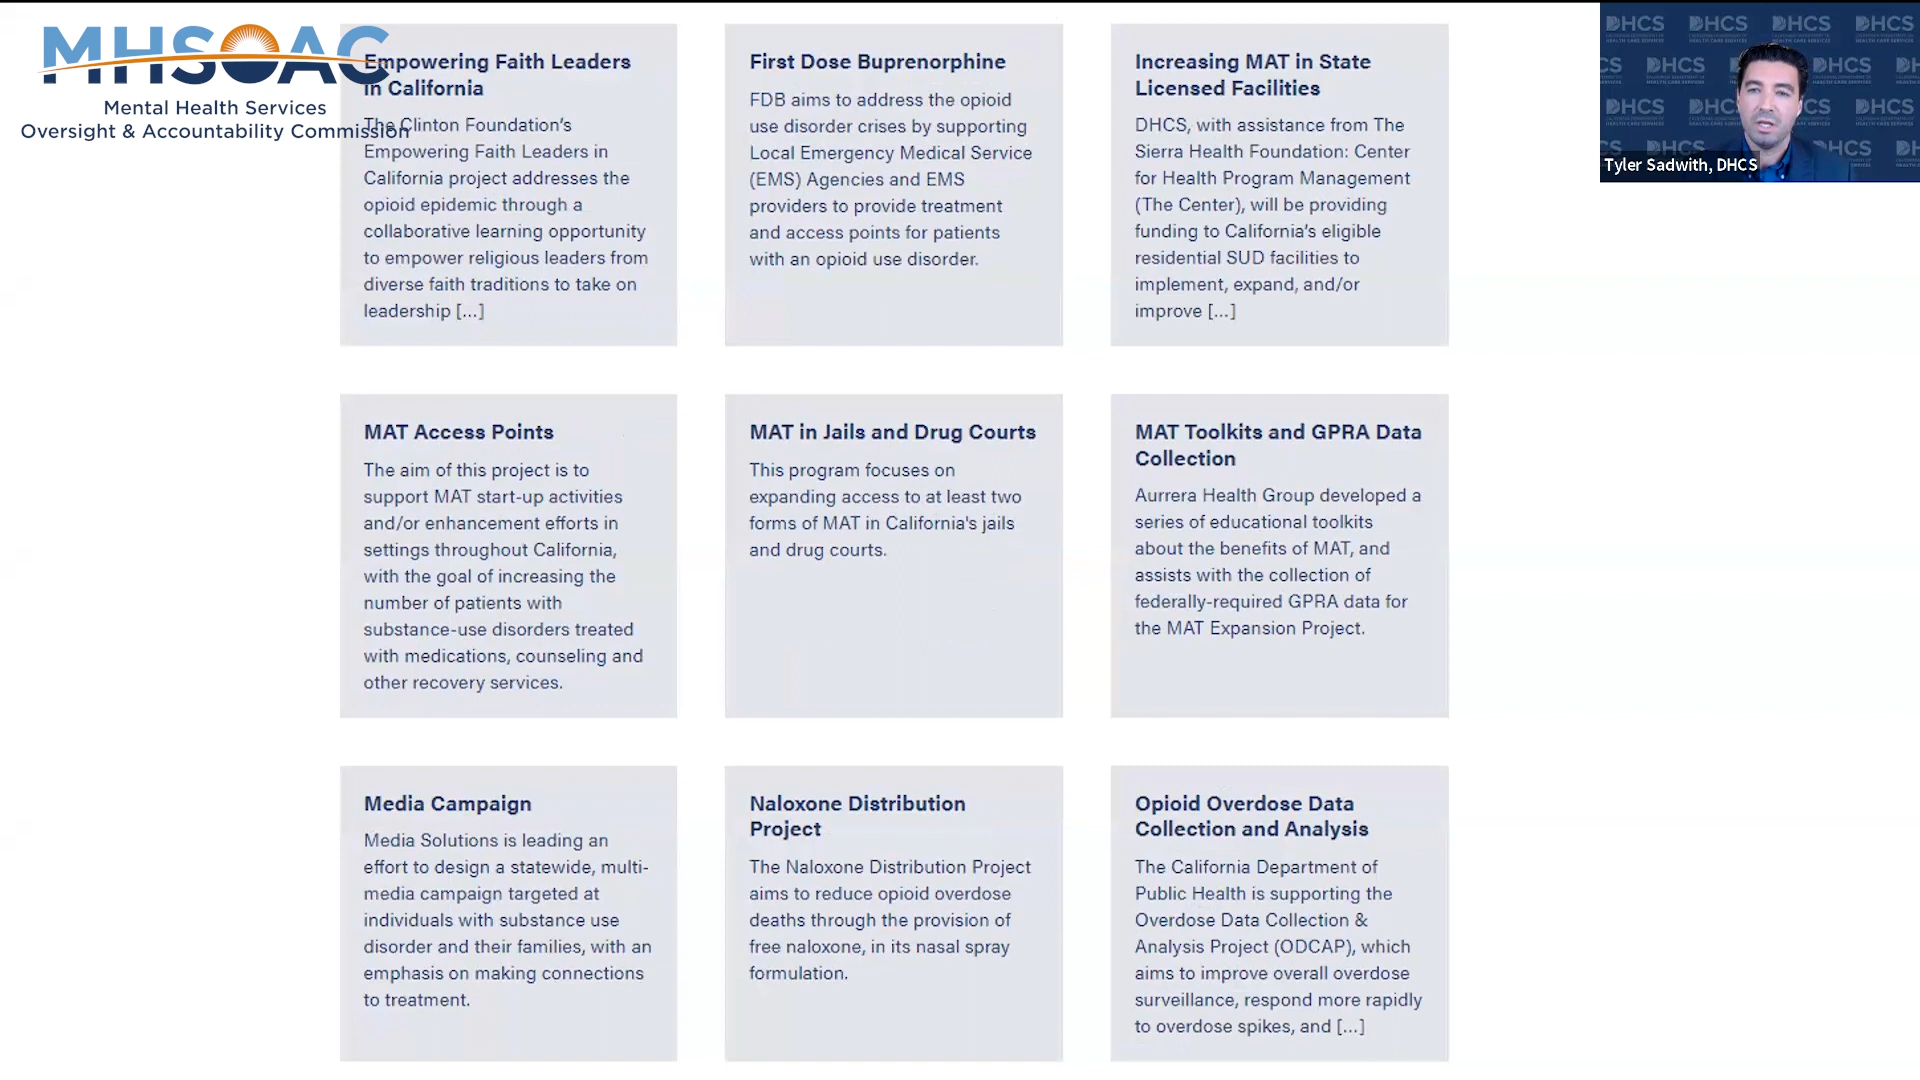 MHSOAC
Mental Health Services
Oversight & Accountability Commission
Empowering Faith Leaders
in California
The Clinton Foundation’s
Empowering Faith Leaders in
California project addresses the
opioid epidemic through a
collaborative learning opportunity
to empower religious leaders from
diverse faith traditions to take on
leadership [...]
First Dose Buprenorphine
FDB aims to address the opioid
use disorder crises by supporting
Local Emergency Medical Service
(EMS) Agencies and EMS
providers to provide treatment
and access points for patients
with an opioid use disorder.
Increasing MAT in State
Licensed Facilities
DHCS, with assistance from The
Sierra Health Foundation: Center
for Health Program Management
(The Center), will be providing
funding to California’s eligible
residential SUD facilities to
implement, expand, and/or
improve [...]
DHCS DHCS DHCS DHCS
Tyler Sadwith, DHCS
MAT Access Points
The aim of this project is to
support MAT start-up activities
and/or enhancement efforts in
settings throughout California,
with the goal of increasing the
number of patients with
substance-use disorders treated
with medications, counseling and
other recovery services.
MAT in Jails and Drug Courts
This program focuses on
expanding access to at least two
forms of MAT in California's jails
and drug courts.
MAT Toolkits and GPRA Data
Collection
Aurrera Health Group developed a
series of educational toolkits
about the benefits of MAT, and
assists with the collection of
federally-required GPRA data for
the MAT Expansion Project.
Media Campaign
Media Solutions is leading an
effort to design a statewide, multi-
media campaign targeted at
individuals with substance use
disorder and their families, with an
emphasis on making connections
to treatment.
Naloxone Distribution
Project
The Naloxone Distribution Project
aims to reduce opioid overdose
deaths through the provision of
free naloxone, in its nasal spray
formulation.
Opioid Overdose Data
Collection and Analysis
The California Department of
Public Health is supporting the
Overdose Data Collection &
Analysis Project (ODCAP), which
aims to improve overall overdose
surveillance, respond more rapidly
to overdose spikes, and [...]